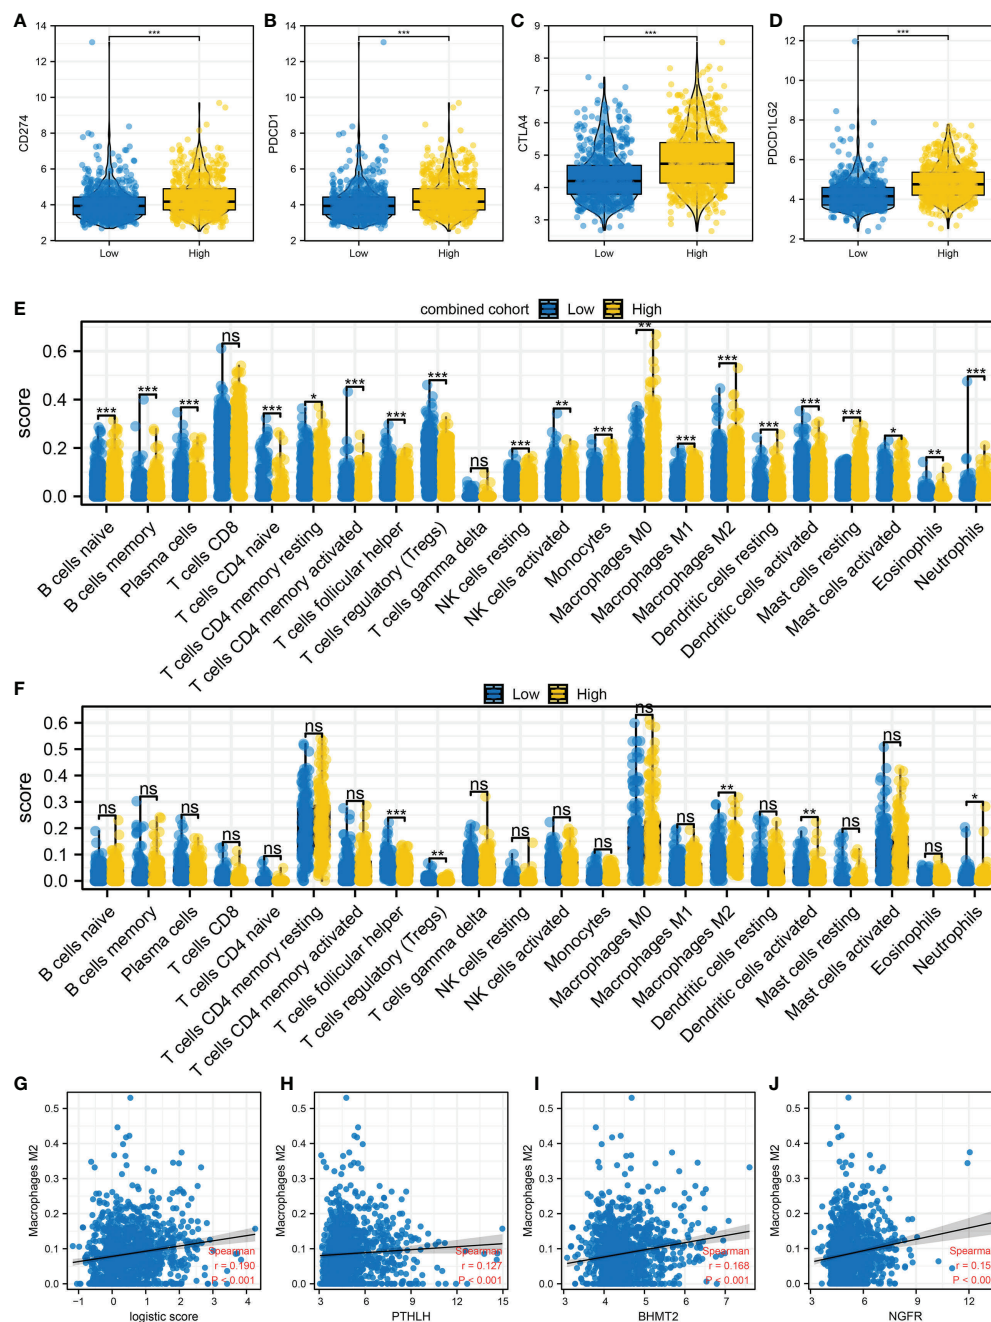 A
CD274
14
12
10
8
6
4
2
***
Low
High
B
PDCD1
14
12
10
8
6
4
2
***
Low
High
C
CTLA4
9
8
7
6
5
4
3
***
Low
High
D
PDCD1LG2
12
10
8
6
4
2
***
Low
High
E
combined cohort Low High
score
0.6
0.4
0.2
0.0
*** *** *** ns *** * *** *** *** ns *** ** *** ** *** *** *** *** *** * ** ***
B cells naive
B cells memory
Plasma cells
T cells CD8
T cells CD4 naive
T cells CD4 memory resting
T cells CD4 memory activated
T cells follicular helper
T cells regulatory (Tregs)
T cells gamma delta
NK cells resting
NK cells activated
Monocytes
Macrophages M0
Macrophages M1
Macrophages M2
Dendritic cells resting
Dendritic cells activated
Mast cells resting
Mast cells activated
Eosinophils
Neutrophils
F
Low High
score
0.6
0.5
0.4
0.3
0.2
0.1
0.0
ns ns ns ns ns ns ns *** ** ns ns ns ns ns ns ** ns ** ns ns ns *
B cells naive
B cells memory
Plasma cells
T cells CD8
T cells CD4 naive
T cells CD4 memory resting
T cells CD4 memory activated
T cells follicular helper
T cells regulatory (Tregs)
T cells gamma delta
NK cells resting
NK cells activated
Monocytes
Macrophages M0
Macrophages M1
Macrophages M2
Dendritic cells resting
Dendritic cells activated
Mast cells resting
Mast cells activated
Eosinophils
Neutrophils
G
Macrophages M2
0.5
0.4
0.3
0.2
0.1
0.0
Spearman
r = 0.190
P < 0.001
−1 0 1 2 3 4
logistic score
H
Macrophages M2
0.5
0.4
0.3
0.2
0.1
0.0
Spearman
r = 0.127
P < 0.001
3 6 9 12 15
PTHLH
I
Macrophages M2
0.5
0.4
0.3
0.2
0.1
0.0
Spearman
r = 0.168
P < 0.001
3 4 5 6 7
BHMT2
J
Macrophages M2
0.5
0.4
0.3
0.2
0.1
0.0
Spearma
r = 0.15
P < 0.00
3 6 9 12
NGFR